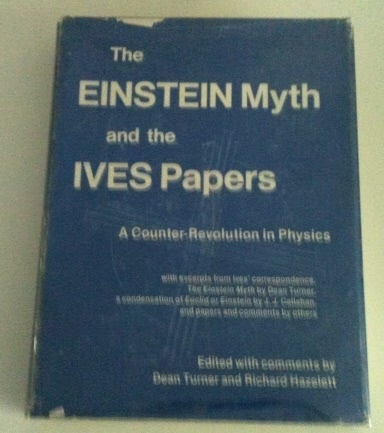 The
EINSTEIN Myth
and the
IVES Papers
A Counter-Revolution in Physics
with excerpts from Ives' correspondence,
The Einstein Myth by Dean Turner,
a condensation of Euclid or Einstein by J. J. Callahan,
and papers and comments by others
Edited with comments by
Dean Turner and Richard Hazelett